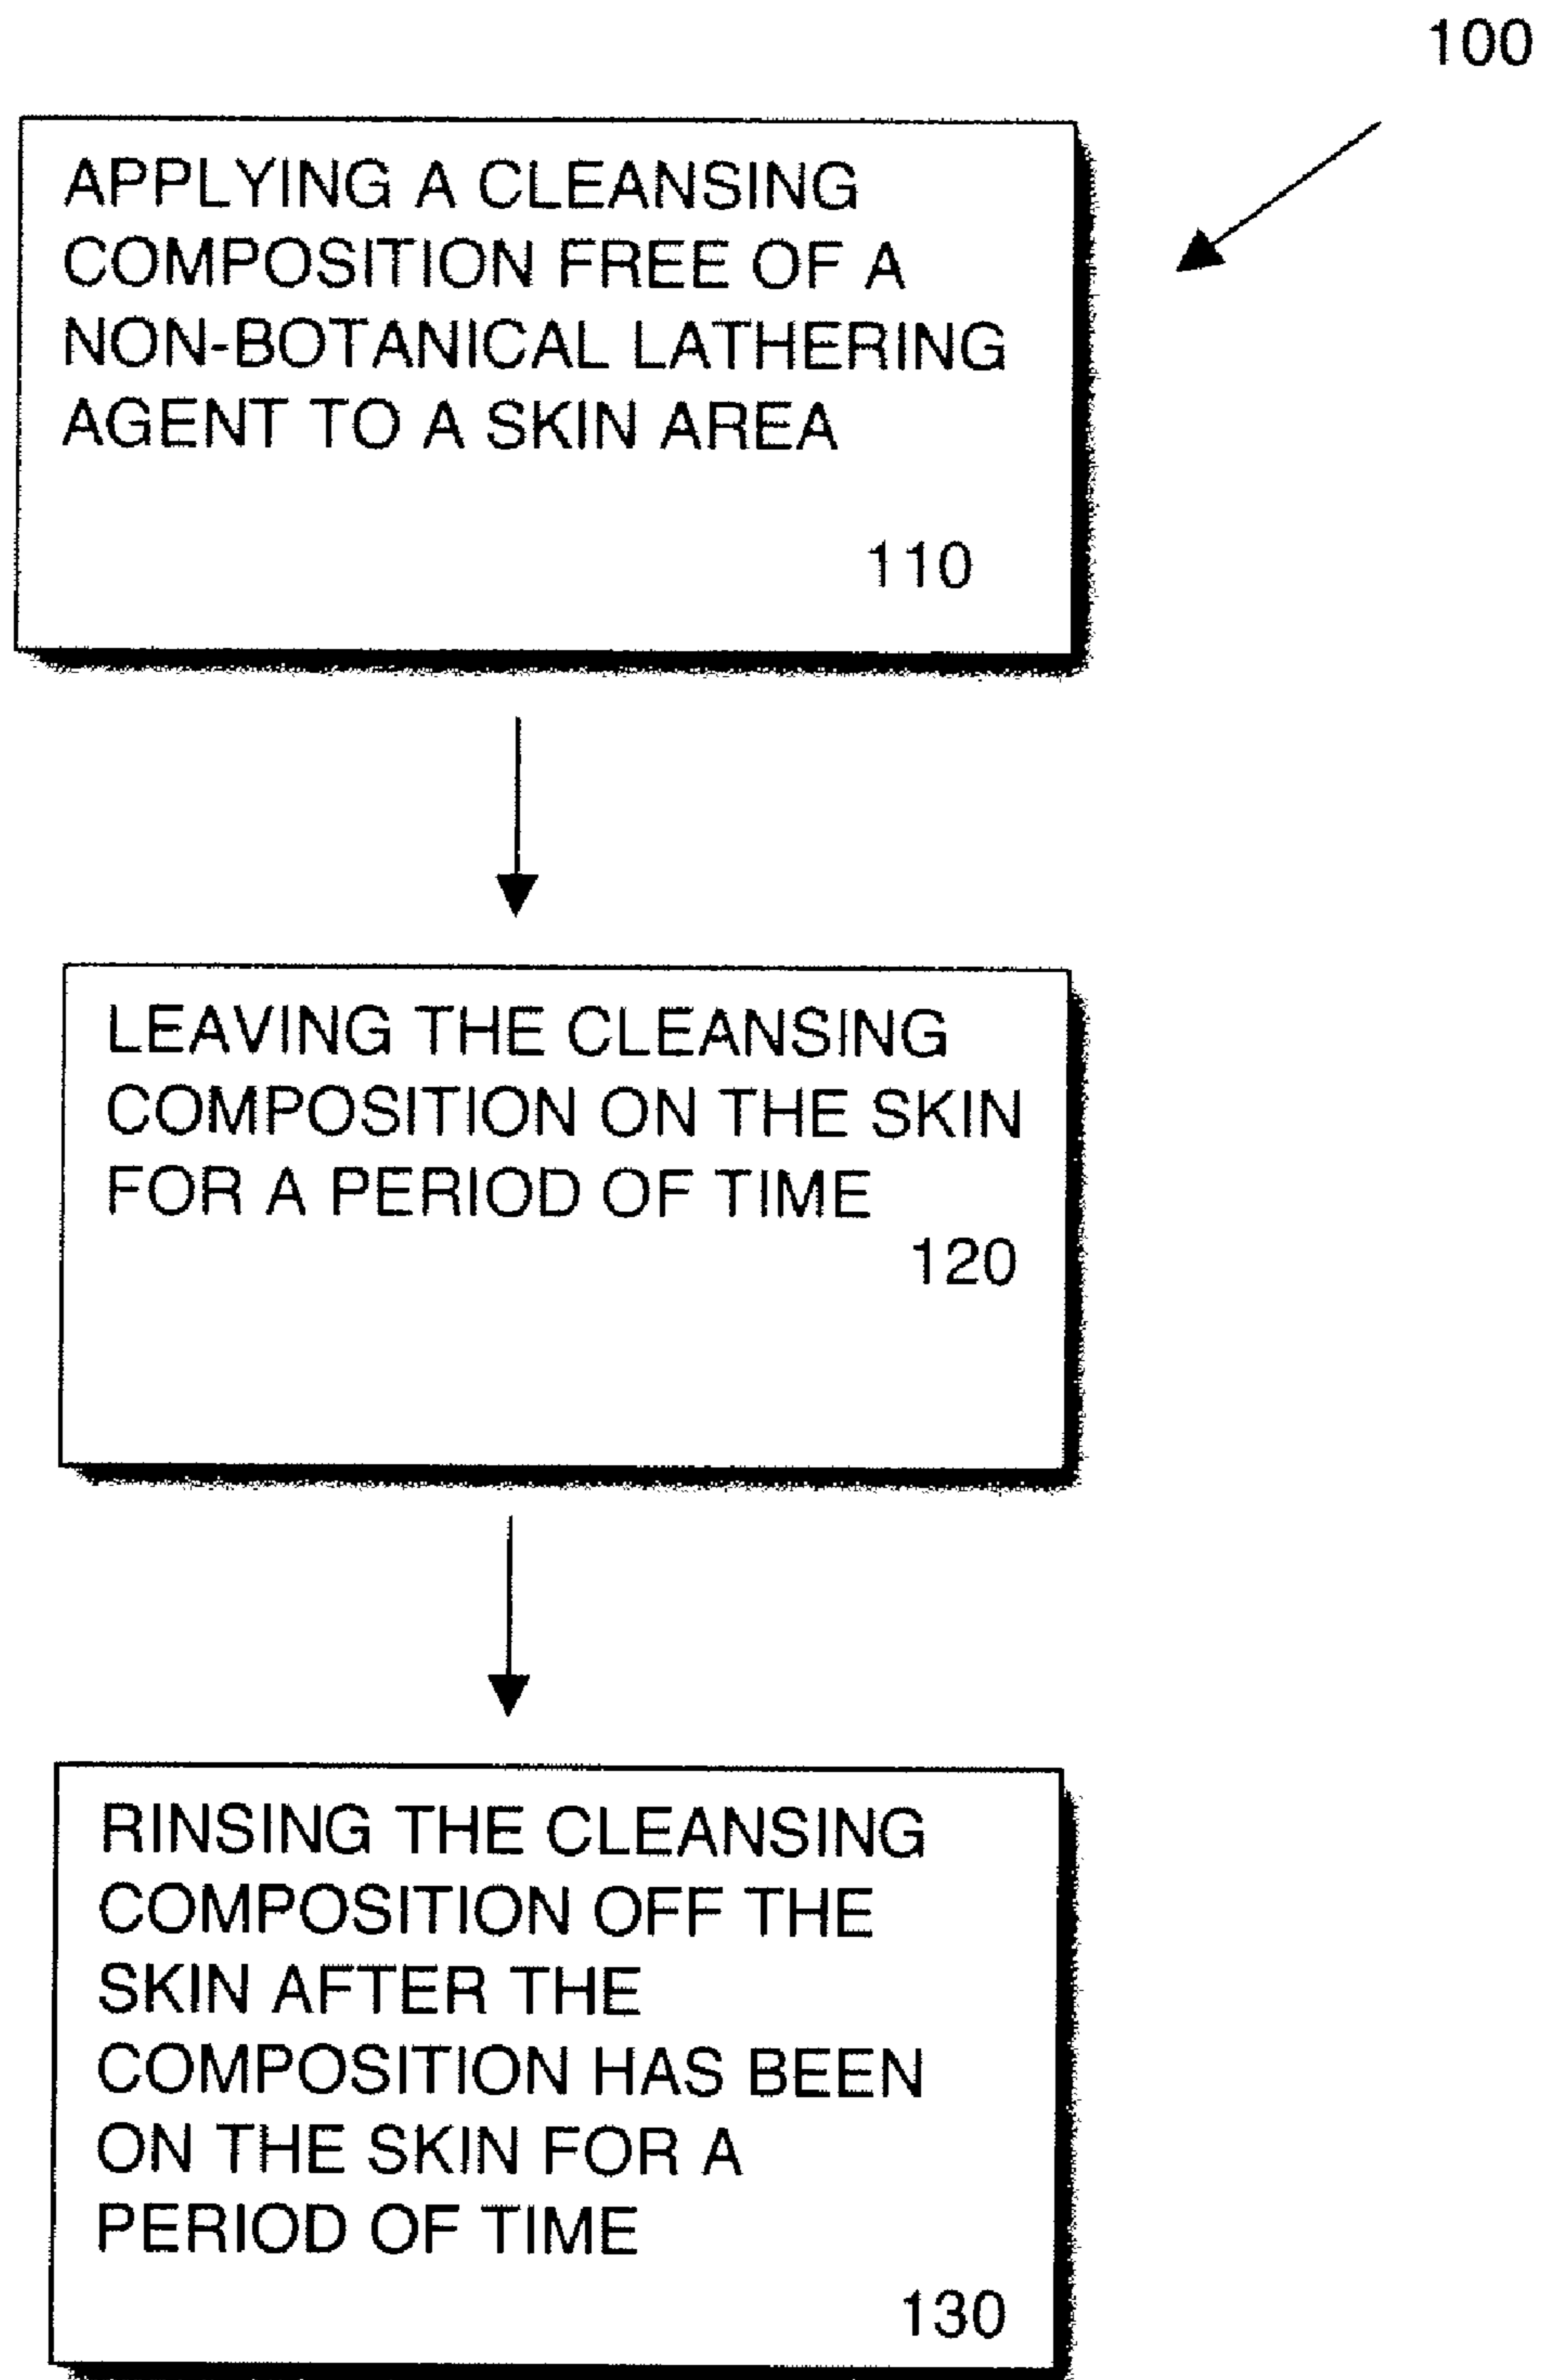 100
APPLYING A CLEANSING
COMPOSITION FREE OF A
NON-BOTANICAL LATHERING
AGENT TO A SKIN AREA
110
LEAVING THE CLEANSING
COMPOSITION ON THE SKIN
FOR A PERIOD OF TIME
120
RINSING THE CLEANSING
COMPOSITION OFF THE
SKIN AFTER THE
COMPOSITION HAS BEEN
ON THE SKIN FOR A
PERIOD OF TIME
130